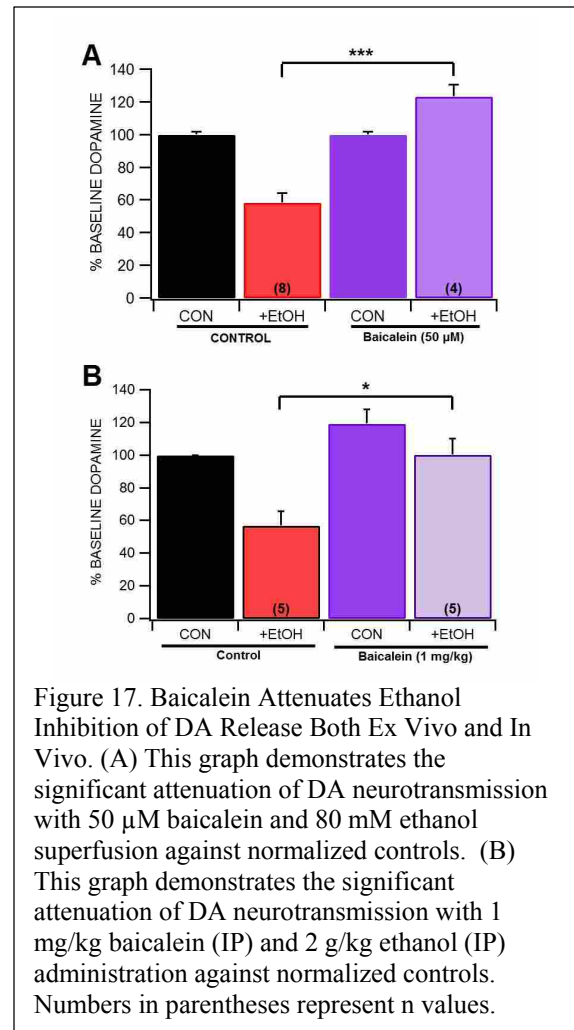 A
***
140
120
100
80
60
40
20
0
% BASELINE DOPAMINE
(8)
(4)
CON +EtOH CON +EtOH
CONTROL Baicalein (50 µM)
B
*
140
120
100
80
60
40
20
0
% BASELINE DOPAMINE
(5)
(5)
CON +EtOH CON +EtOH
Control Baicalein (1 mg/kg)
Figure 17. Baicalein Attenuates Ethanol
Inhibition of DA Release Both Ex Vivo and In
Vivo. (A) This graph demonstrates the
significant attenuation of DA neurotransmission
with 50 µM baicalein and 80 mM ethanol
superfusion against normalized controls. (B)
This graph demonstrates the significant
attenuation of DA neurotransmission with 1
mg/kg baicalein (IP) and 2 g/kg ethanol (IP)
administration against normalized controls.
Numbers in parentheses represent n values.